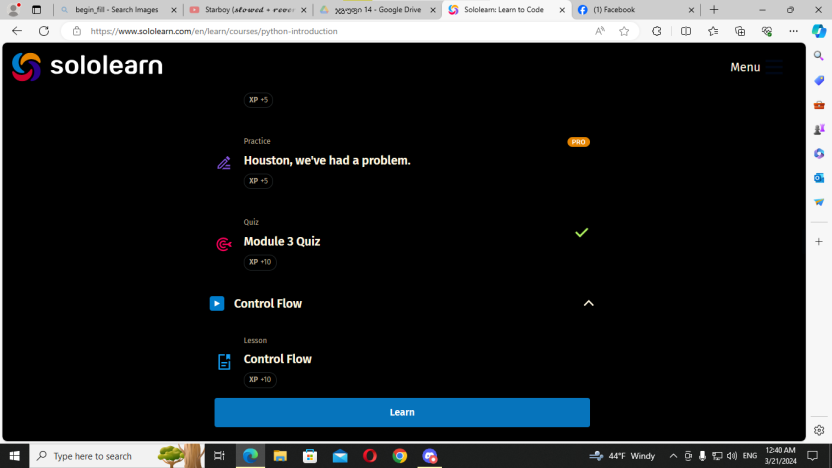 begin_fill - Search Images
Starboy (𝓼𝓵𝓸𝔀𝓮𝓭 + 𝓻𝓮𝓿𝓮𝓻
ჯგუფი 14 - Google Drive
Sololearn: Learn to Code
(1) Facebook
https://www.sololearn.com/en/learn/courses/python-introduction
sololearn
Menu
XP +5
Practice
PRO
Houston, we've had a problem.
XP +5
Quiz
Module 3 Quiz
XP +10
Control Flow
Lesson
Control Flow
XP +10
Learn
Type here to search
44°F Windy
ENG
12:40 AM
3/21/2024